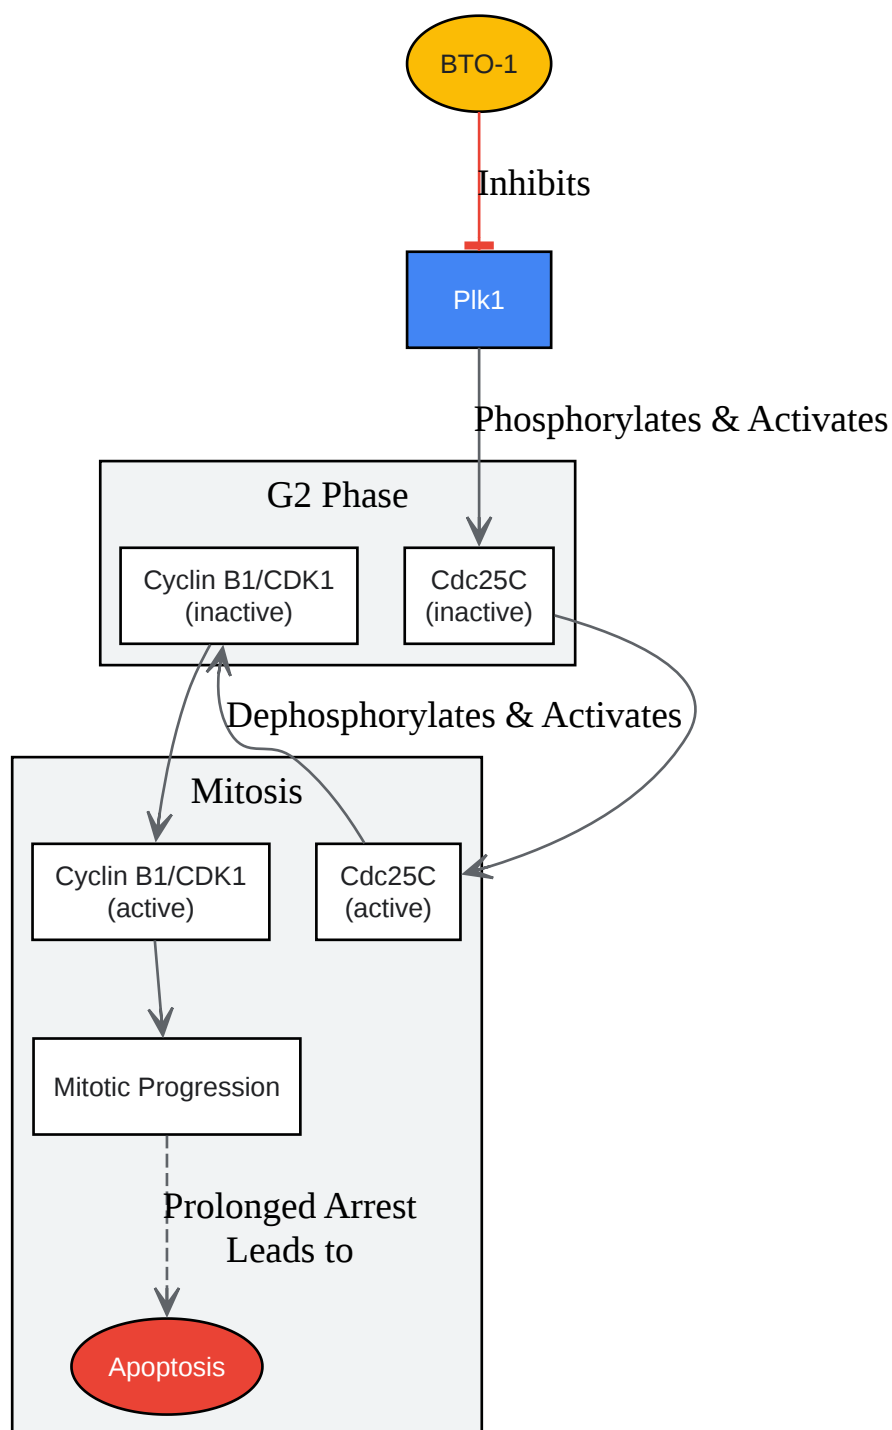 BTO-1
Inhibits
Plk1
Phosphorylates & Activates
G2 Phase
Cyclin B1/CDK1
(inactive)
Cdc25C
(inactive)
Dephosphorylates & Activates
Mitosis
Cyclin B1/CDK1
(active)
Cdc25C
(active)
Mitotic Progression
Prolonged Arrest
Leads to
Apoptosis